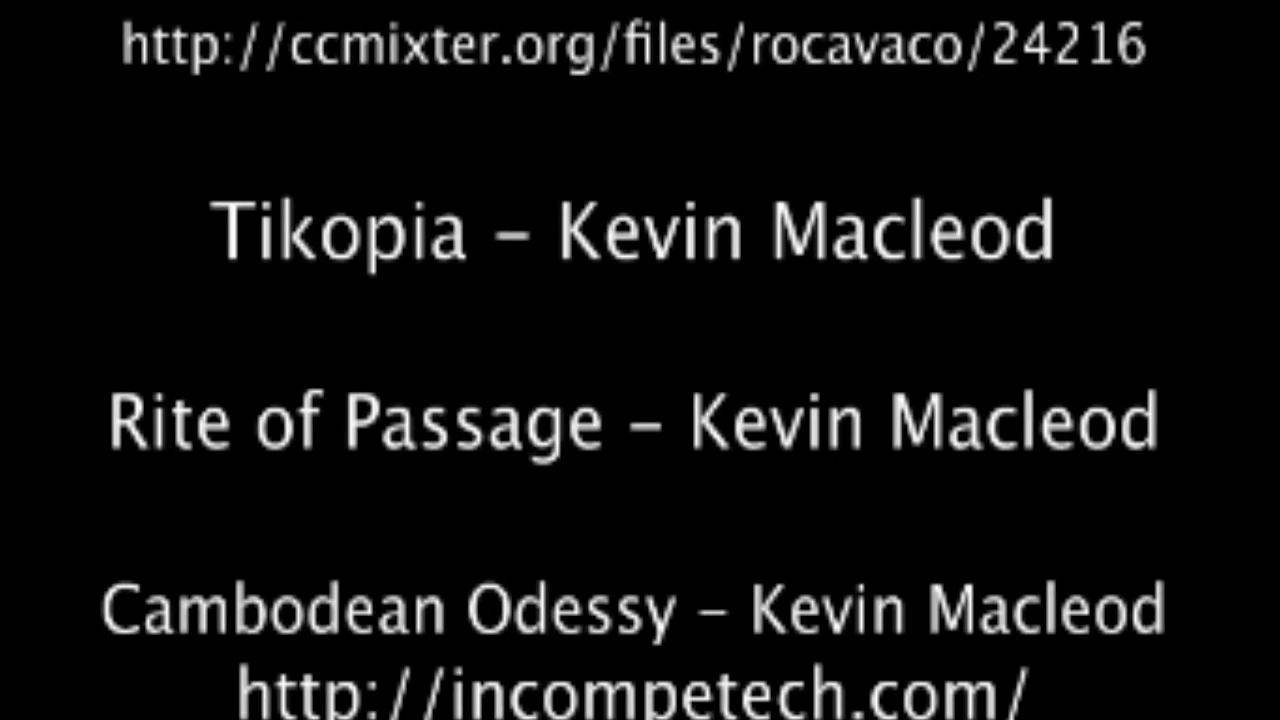 http://ccmixter.org/files/rocavaco/24216
Tikopia – Kevin Macleod
Rite of Passage – Kevin Macleod
Cambodean Odessy – Kevin Macleod
http://incompetech.com/